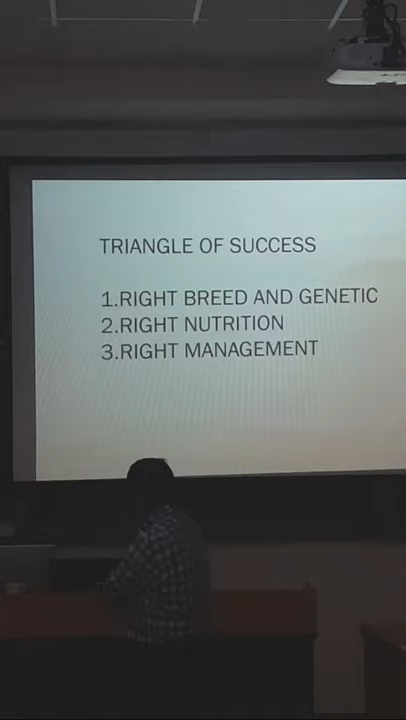 TRIANGLE OF SUCCESS
1.RIGHT BREED AND GENETIC
2.RIGHT NUTRITION
3.RIGHT MANAGEMENT